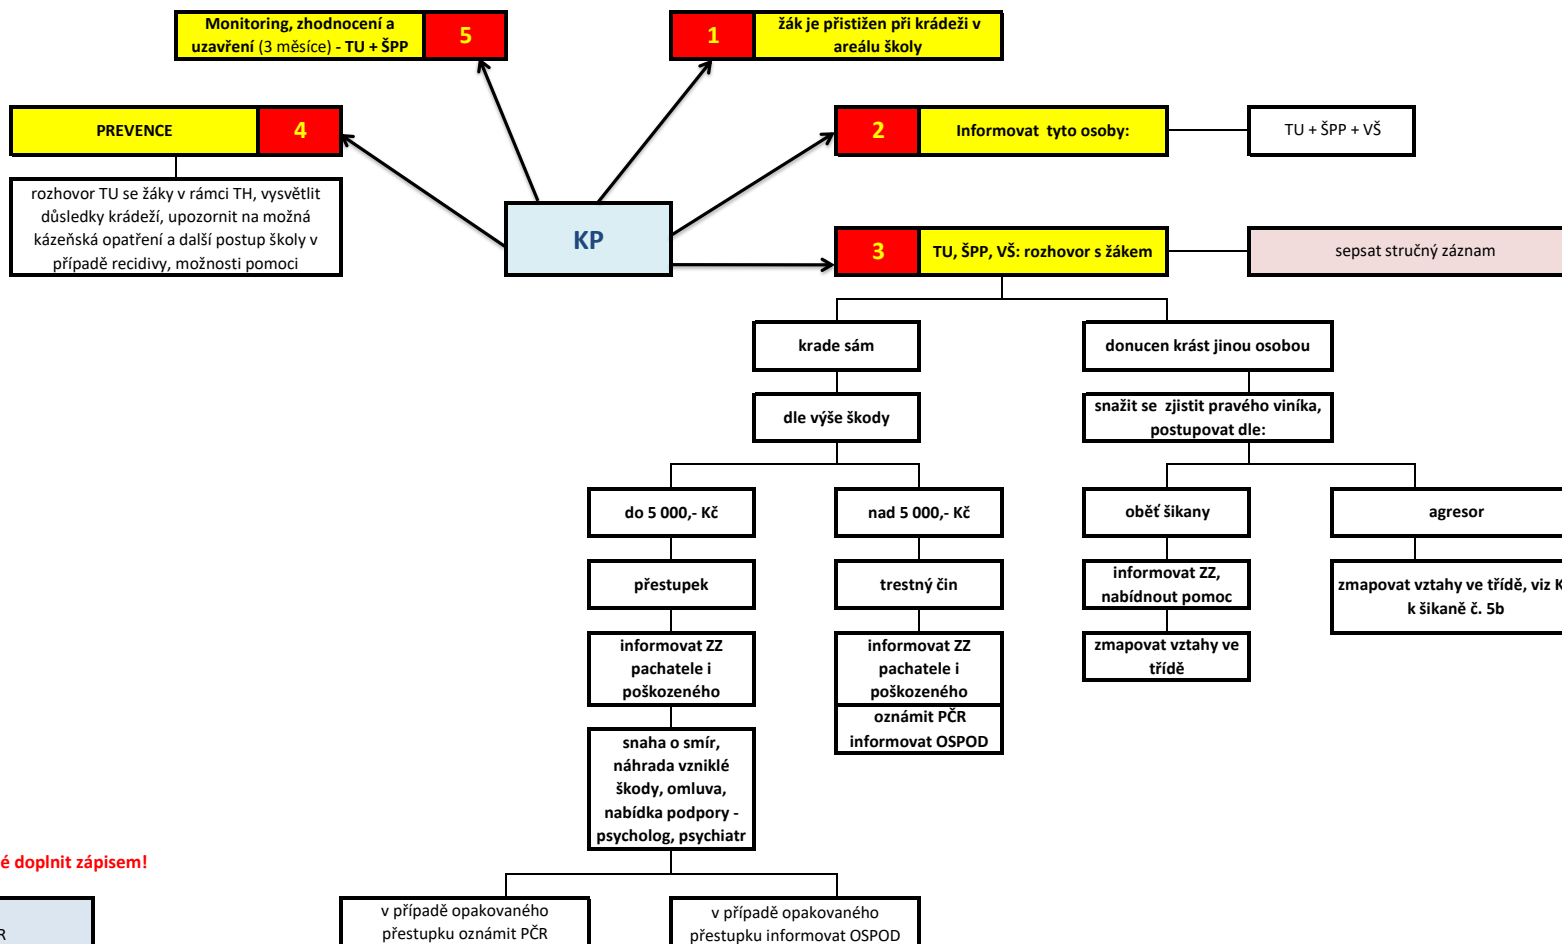 Monitoring, zhodnocení a
uzavření (3 měsíce) - TU + ŠPP
5
1
žák je přistižen při krádeži v
areálu školy
PREVENCE
4
2
Informovat  tyto osoby:
TU + ŠPP + VŠ
rozhovor TU se žáky v rámci TH, vysvětlit
důsledky krádeží, upozornit na možná
kázeňská opatření a další postup školy v
případě recidivy, možnosti pomoci
KP
3
TU, ŠPP, VŠ: rozhovor s žákem
sepsat stručný záznam
krade sám
donucen krást jinou osobou
dle výše škody
snažit se  zjistit pravého viníka,
postupovat dle:
do 5 000,- Kč
nad 5 000,- Kč
oběť šikany
agresor
přestupek
trestný čin
informovat ZZ,
nabídnout pomoc
zmapovat vztahy ve třídě, viz K
k šikaně č. 5b
informovat ZZ
pachatele i
poškozeného
informovat ZZ
pachatele i
poškozeného
zmapovat vztahy ve
třídě
oznámit PČR
informovat OSPOD
snaha o smír,
náhrada vzniklé
škody, omluva,
nabídka podpory -
psycholog, psychiatr
é doplnit zápisem!
R
v případě opakovaného
přestupku oznámit PČR
v případě opakovaného
přestupku informovat OSPOD